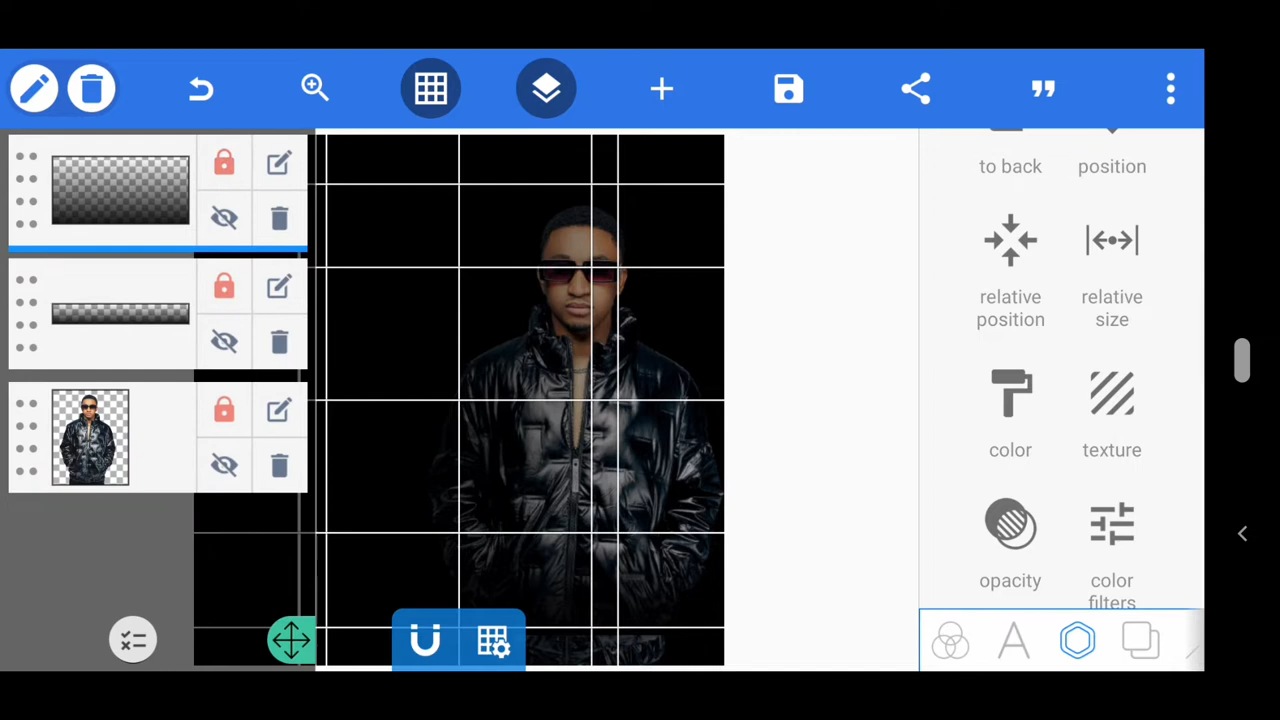 to back
position
relative
position
relative
size
color
texture
opacity
color
filters